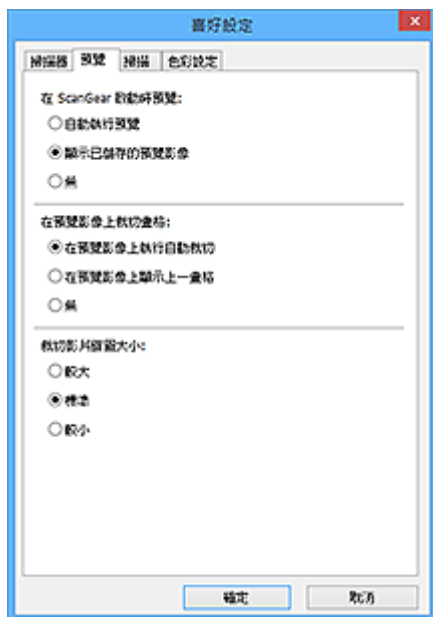 喜好設定
掃描器 預覽 掃描 色彩設定
在 ScanGear 啟動時預覽:
自動執行預覽
顯示已儲存的預覽影像
無
在預覽影像上裁切畫格:
在預覽影像上執行自動裁切
在預覽影像上顯示上一畫格
無
裁切影片縮圖大小:
較大
標準
較小
確定 取消